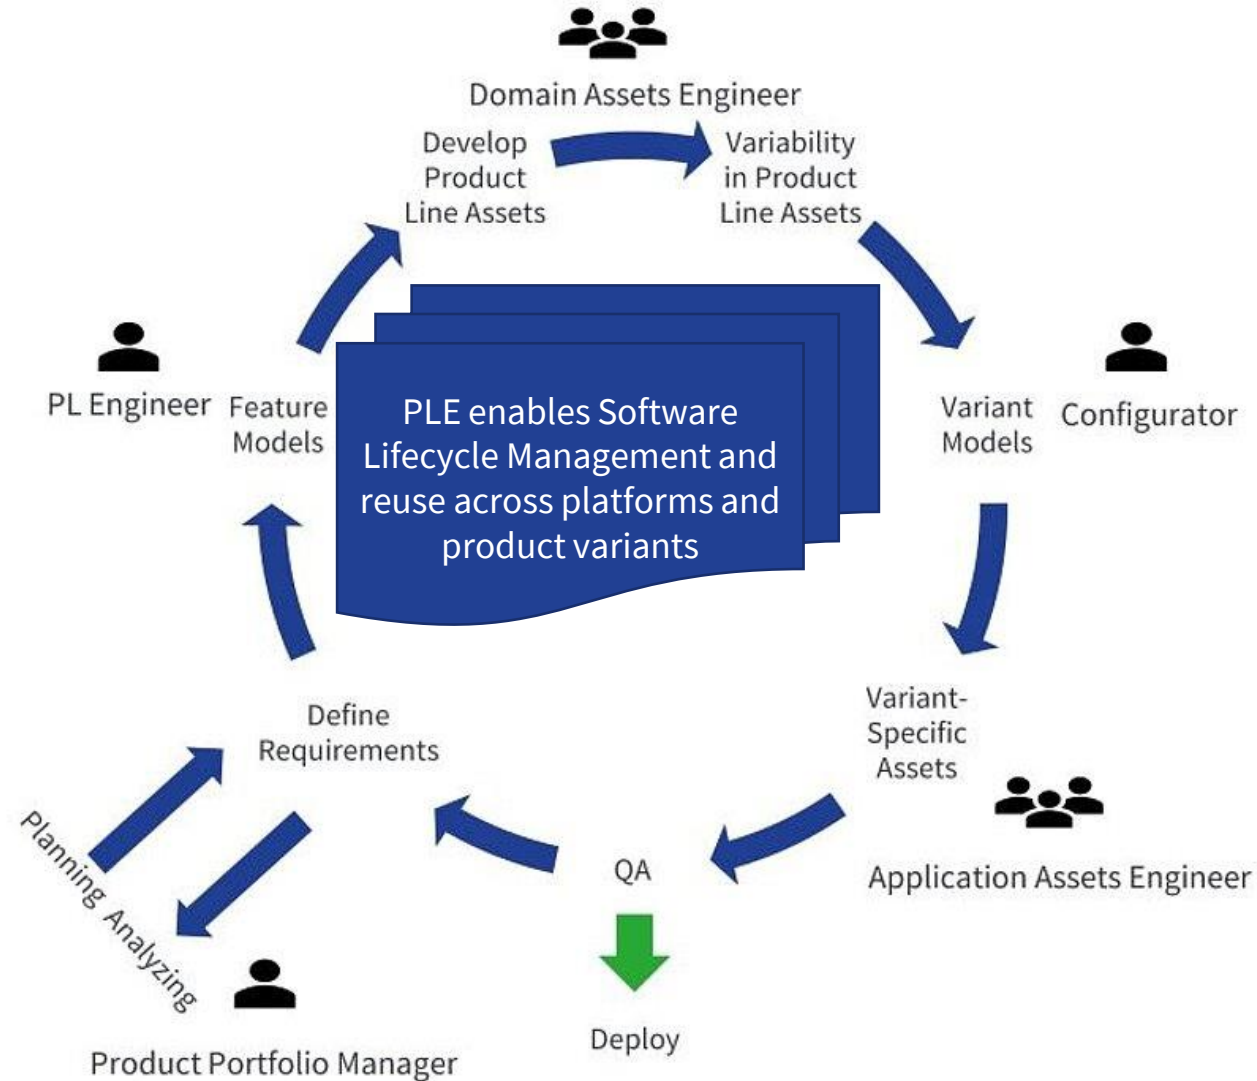 Domain Assets Engineer
Develop
Product
Line Assets
Variability
in Product
Line Assets
PL Engineer
Feature
Models
PLE enables Software
Lifecycle Management and
reuse across platforms and
product variants
Variant
Models
Configurator
Define
Requirements
Variant-
Specific
Assets
Planning
Analyzing
QA
Application Assets Engineer
Deploy
Product Portfolio Manager